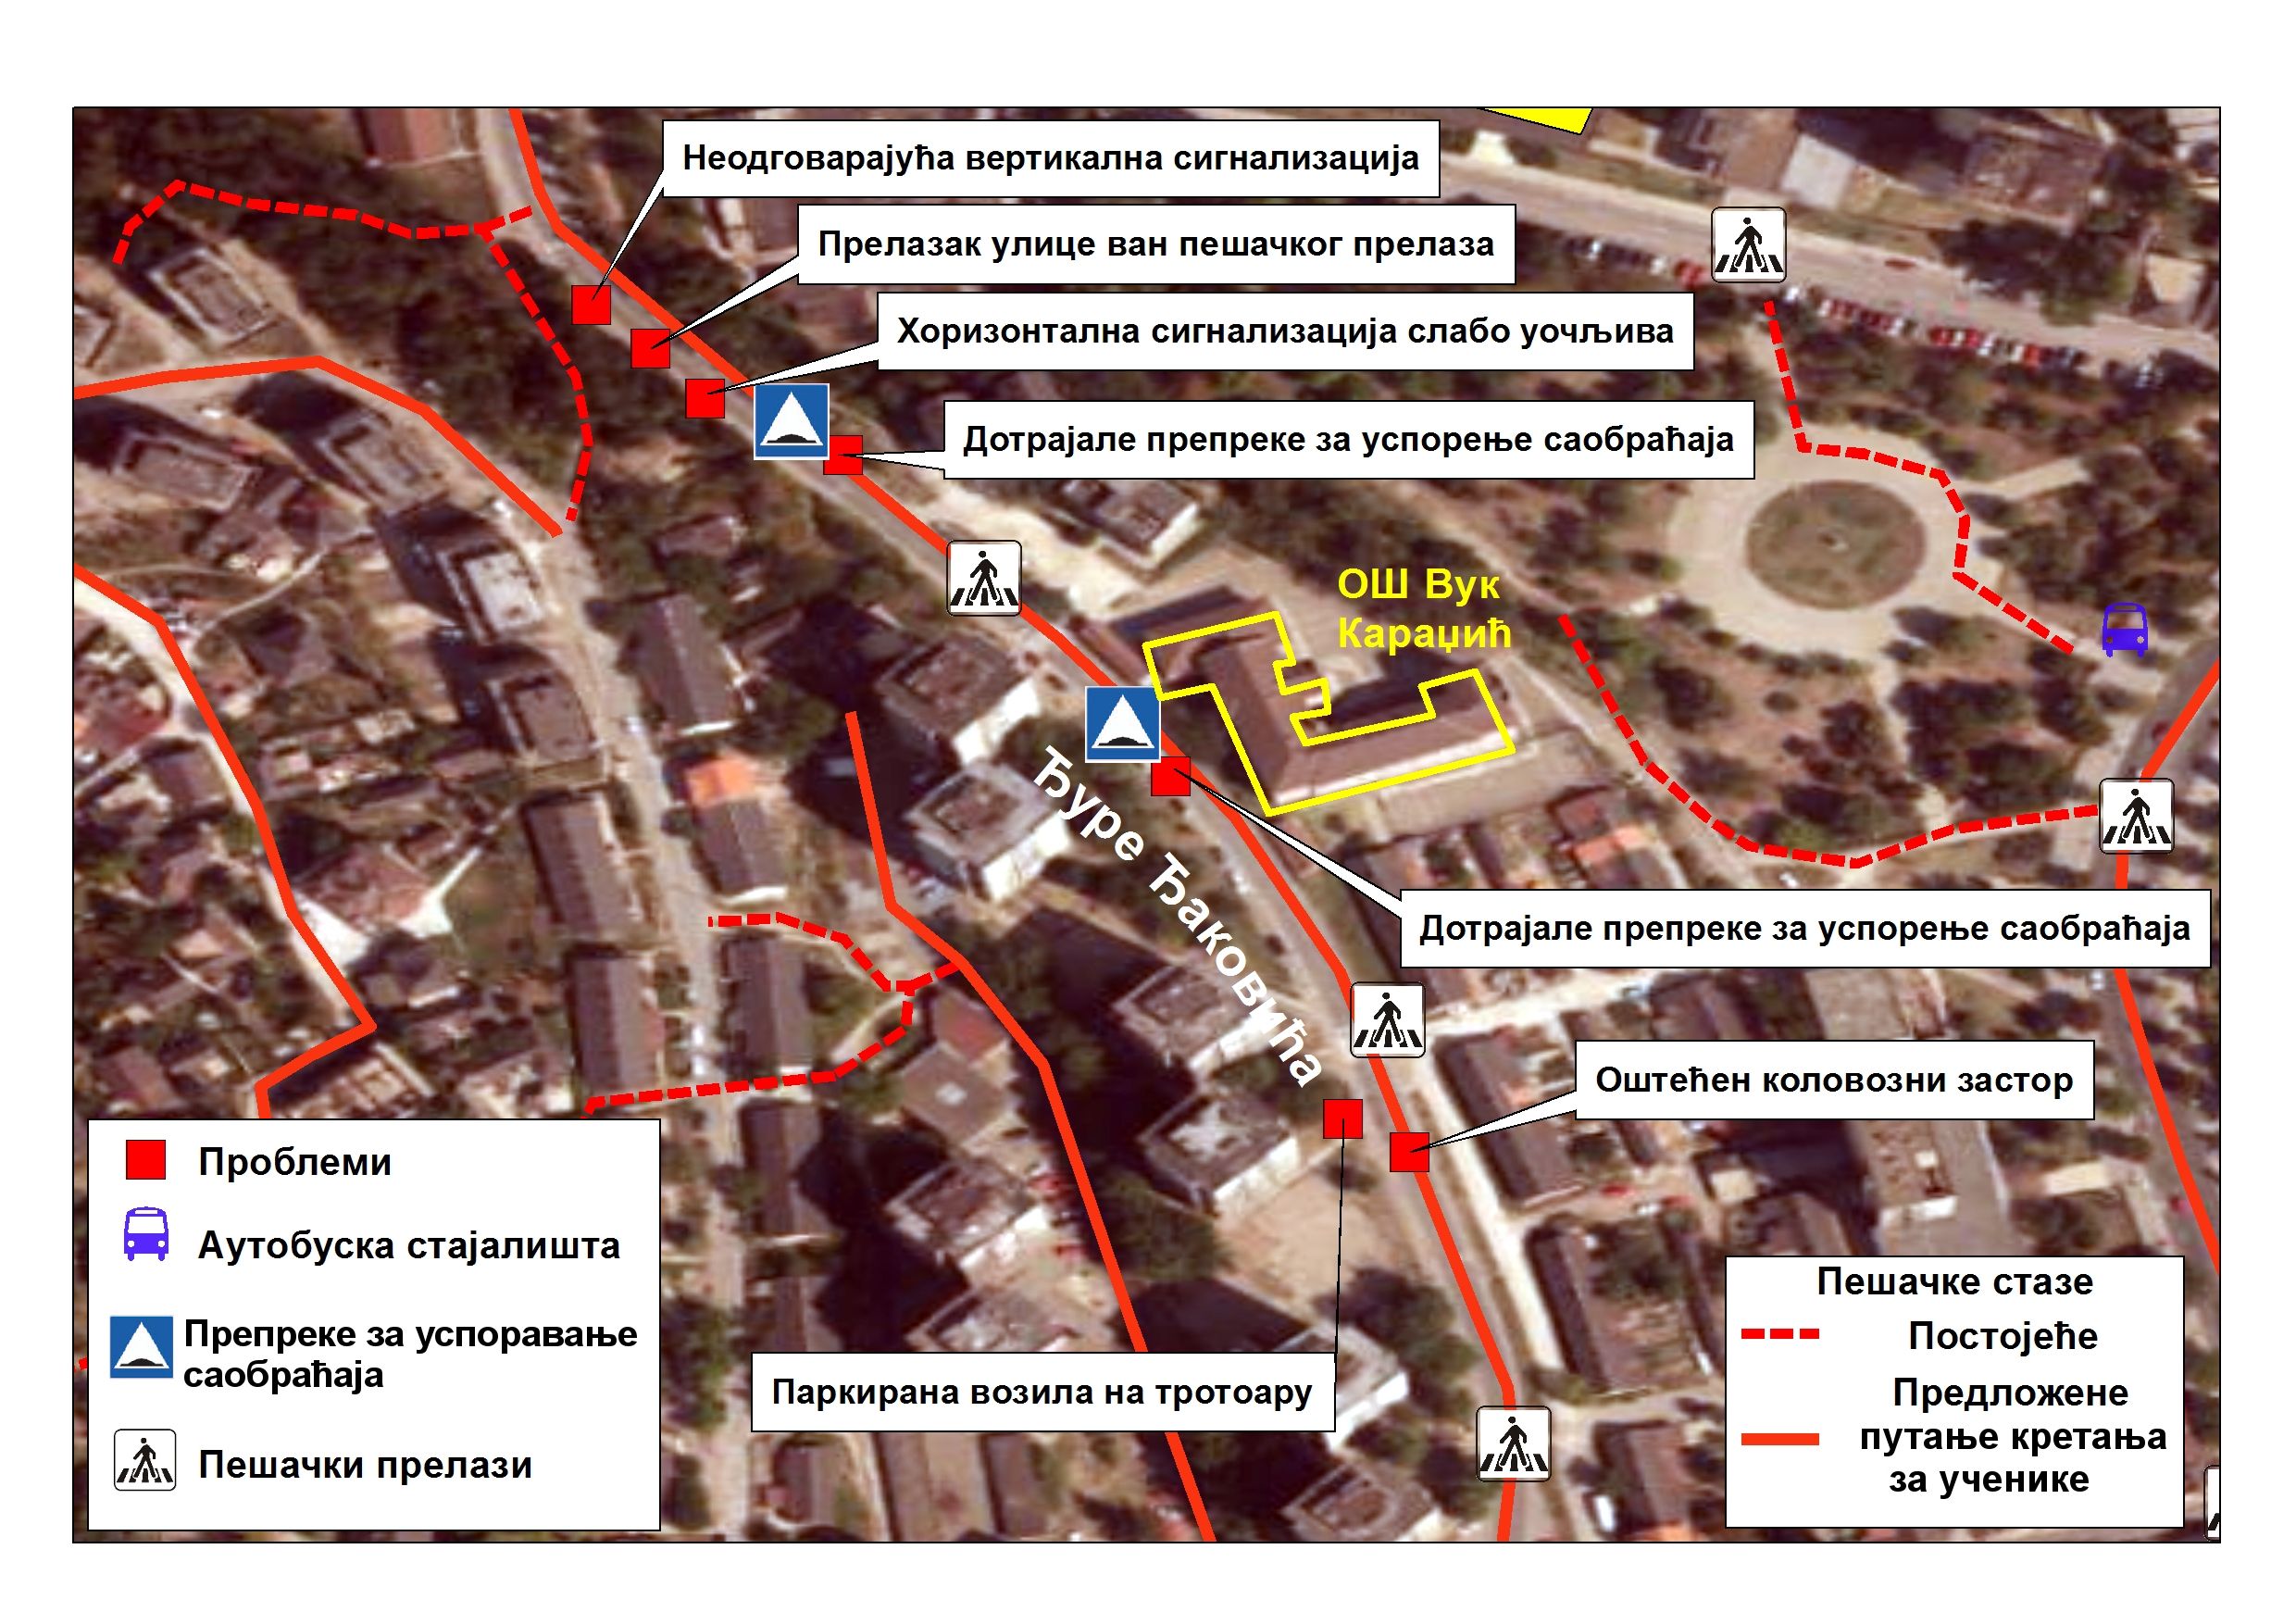 Неодговарајућа вертикална сигнализација
Прелазак улице ван пешачког прелаза
Хоризонтална сигнализација слабо уочљива
Дотрајале препреке за успорење саобраћаја
ОШ Вук
Караџић
Ђуре Ђаковића
Дотрајале препреке за успорење саобраћаја
Оштећен коловозни застор
Паркирана возила на тротоару
Проблеми
Аутобуска стајалишта
Препреке за успоравање
саобраћаја
Пешачки прелази
Пешачке стазе
Постојеће
Предложене
путање кретања
за ученике